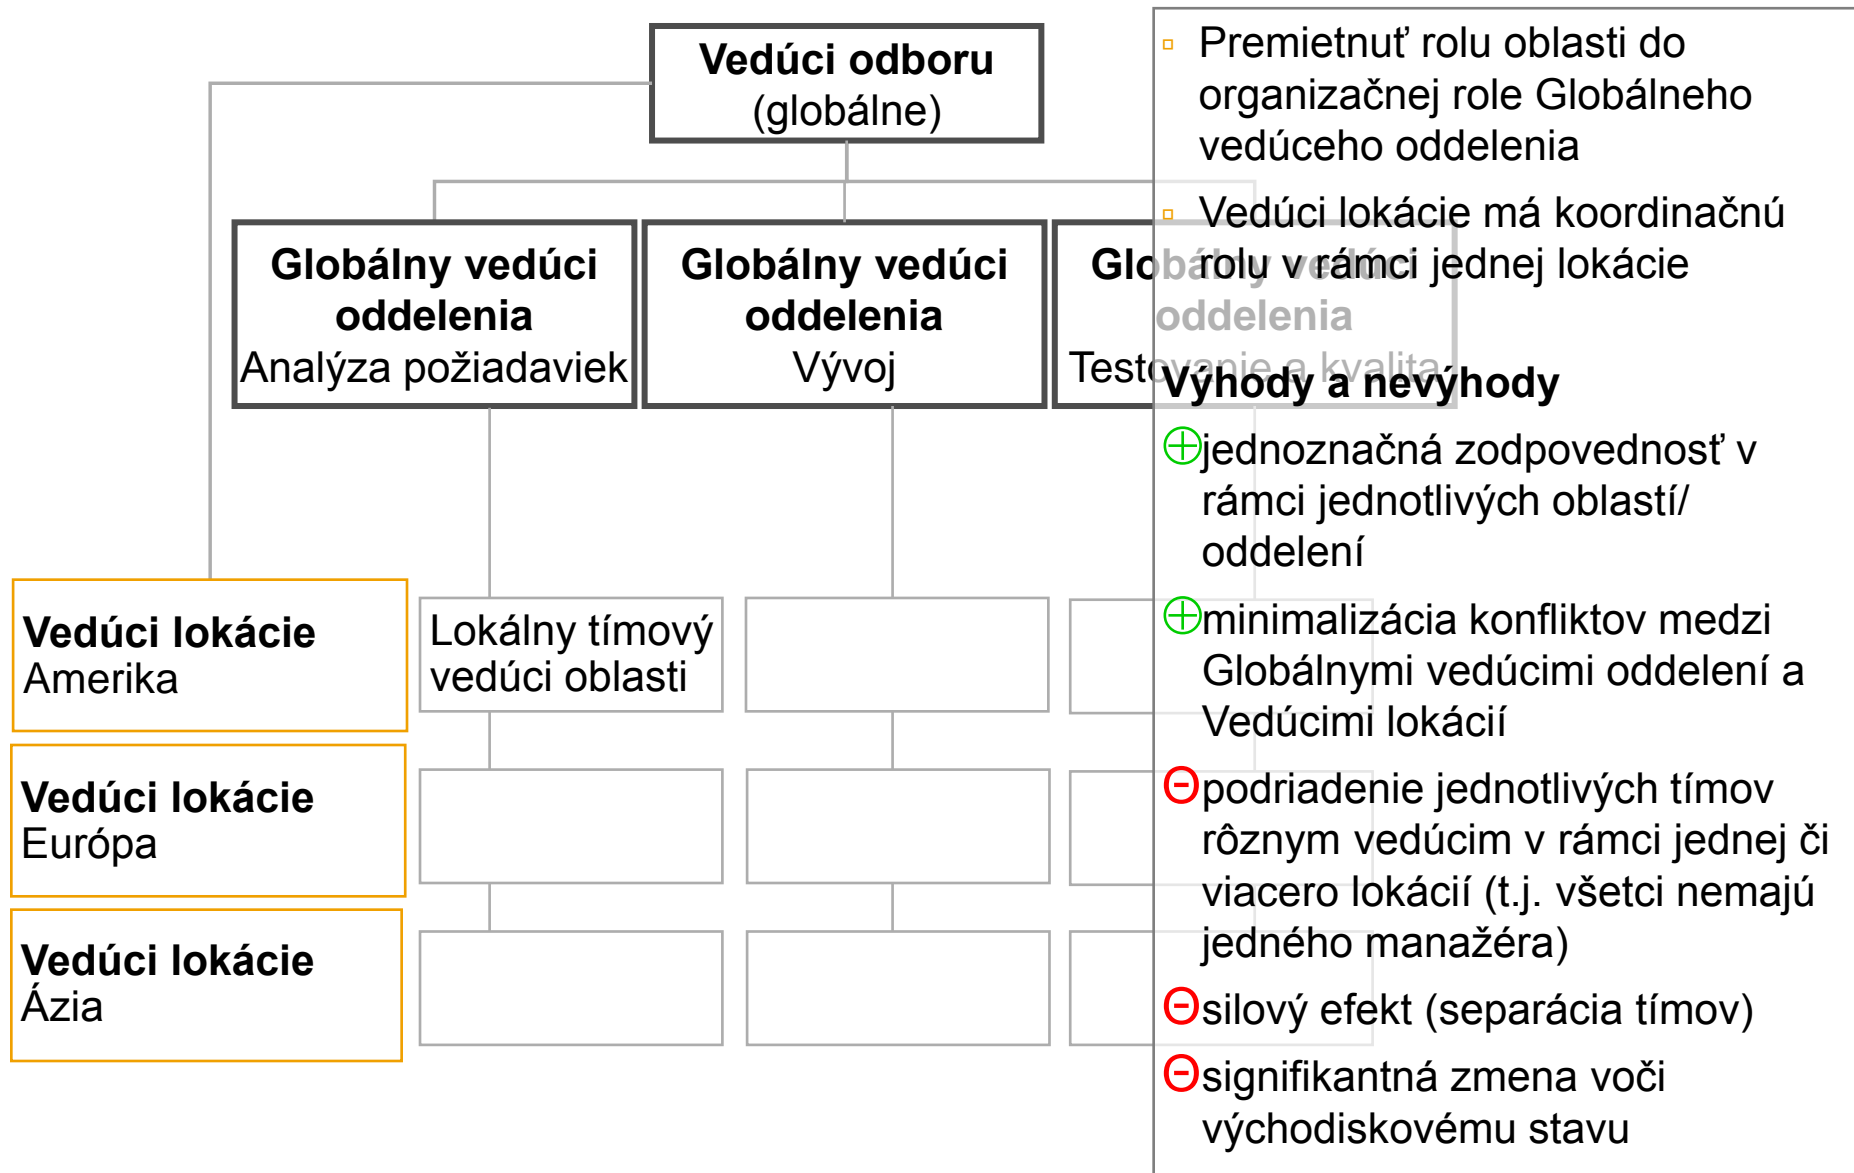 Vedúci odboru
(globálne)
Globálny vedúci
oddelenia
Analýza požiadaviek
Globálny vedúci
oddelenia
Vývoj
Globálny vedúci
oddelenia
Testovanie a kvalita
Vedúci lokácie
Amerika
Lokálny tímový
vedúci oblasti
Vedúci lokácie
Európa
Vedúci lokácie
Ázia
Premietnuť rolu oblasti do
organizačnej role Globálneho
vedúceho oddelenia
Vedúci lokácie má koordinačnú
rolu v rámci jednej lokácie
Výhody a nevýhody
jednoznačná zodpovednosť v
rámci jednotlivých oblastí/
oddelení
minimalizácia konfliktov medzi
Globálnymi vedúcimi oddelení a
Vedúcimi lokácií
podriadenie jednotlivých tímov
rôznym vedúcim v rámci jednej či
viacero lokácií (t.j. všetci nemajú
jedného manažéra)
silový efekt (separácia tímov)
signifikantná zmena voči
východiskovému stavu